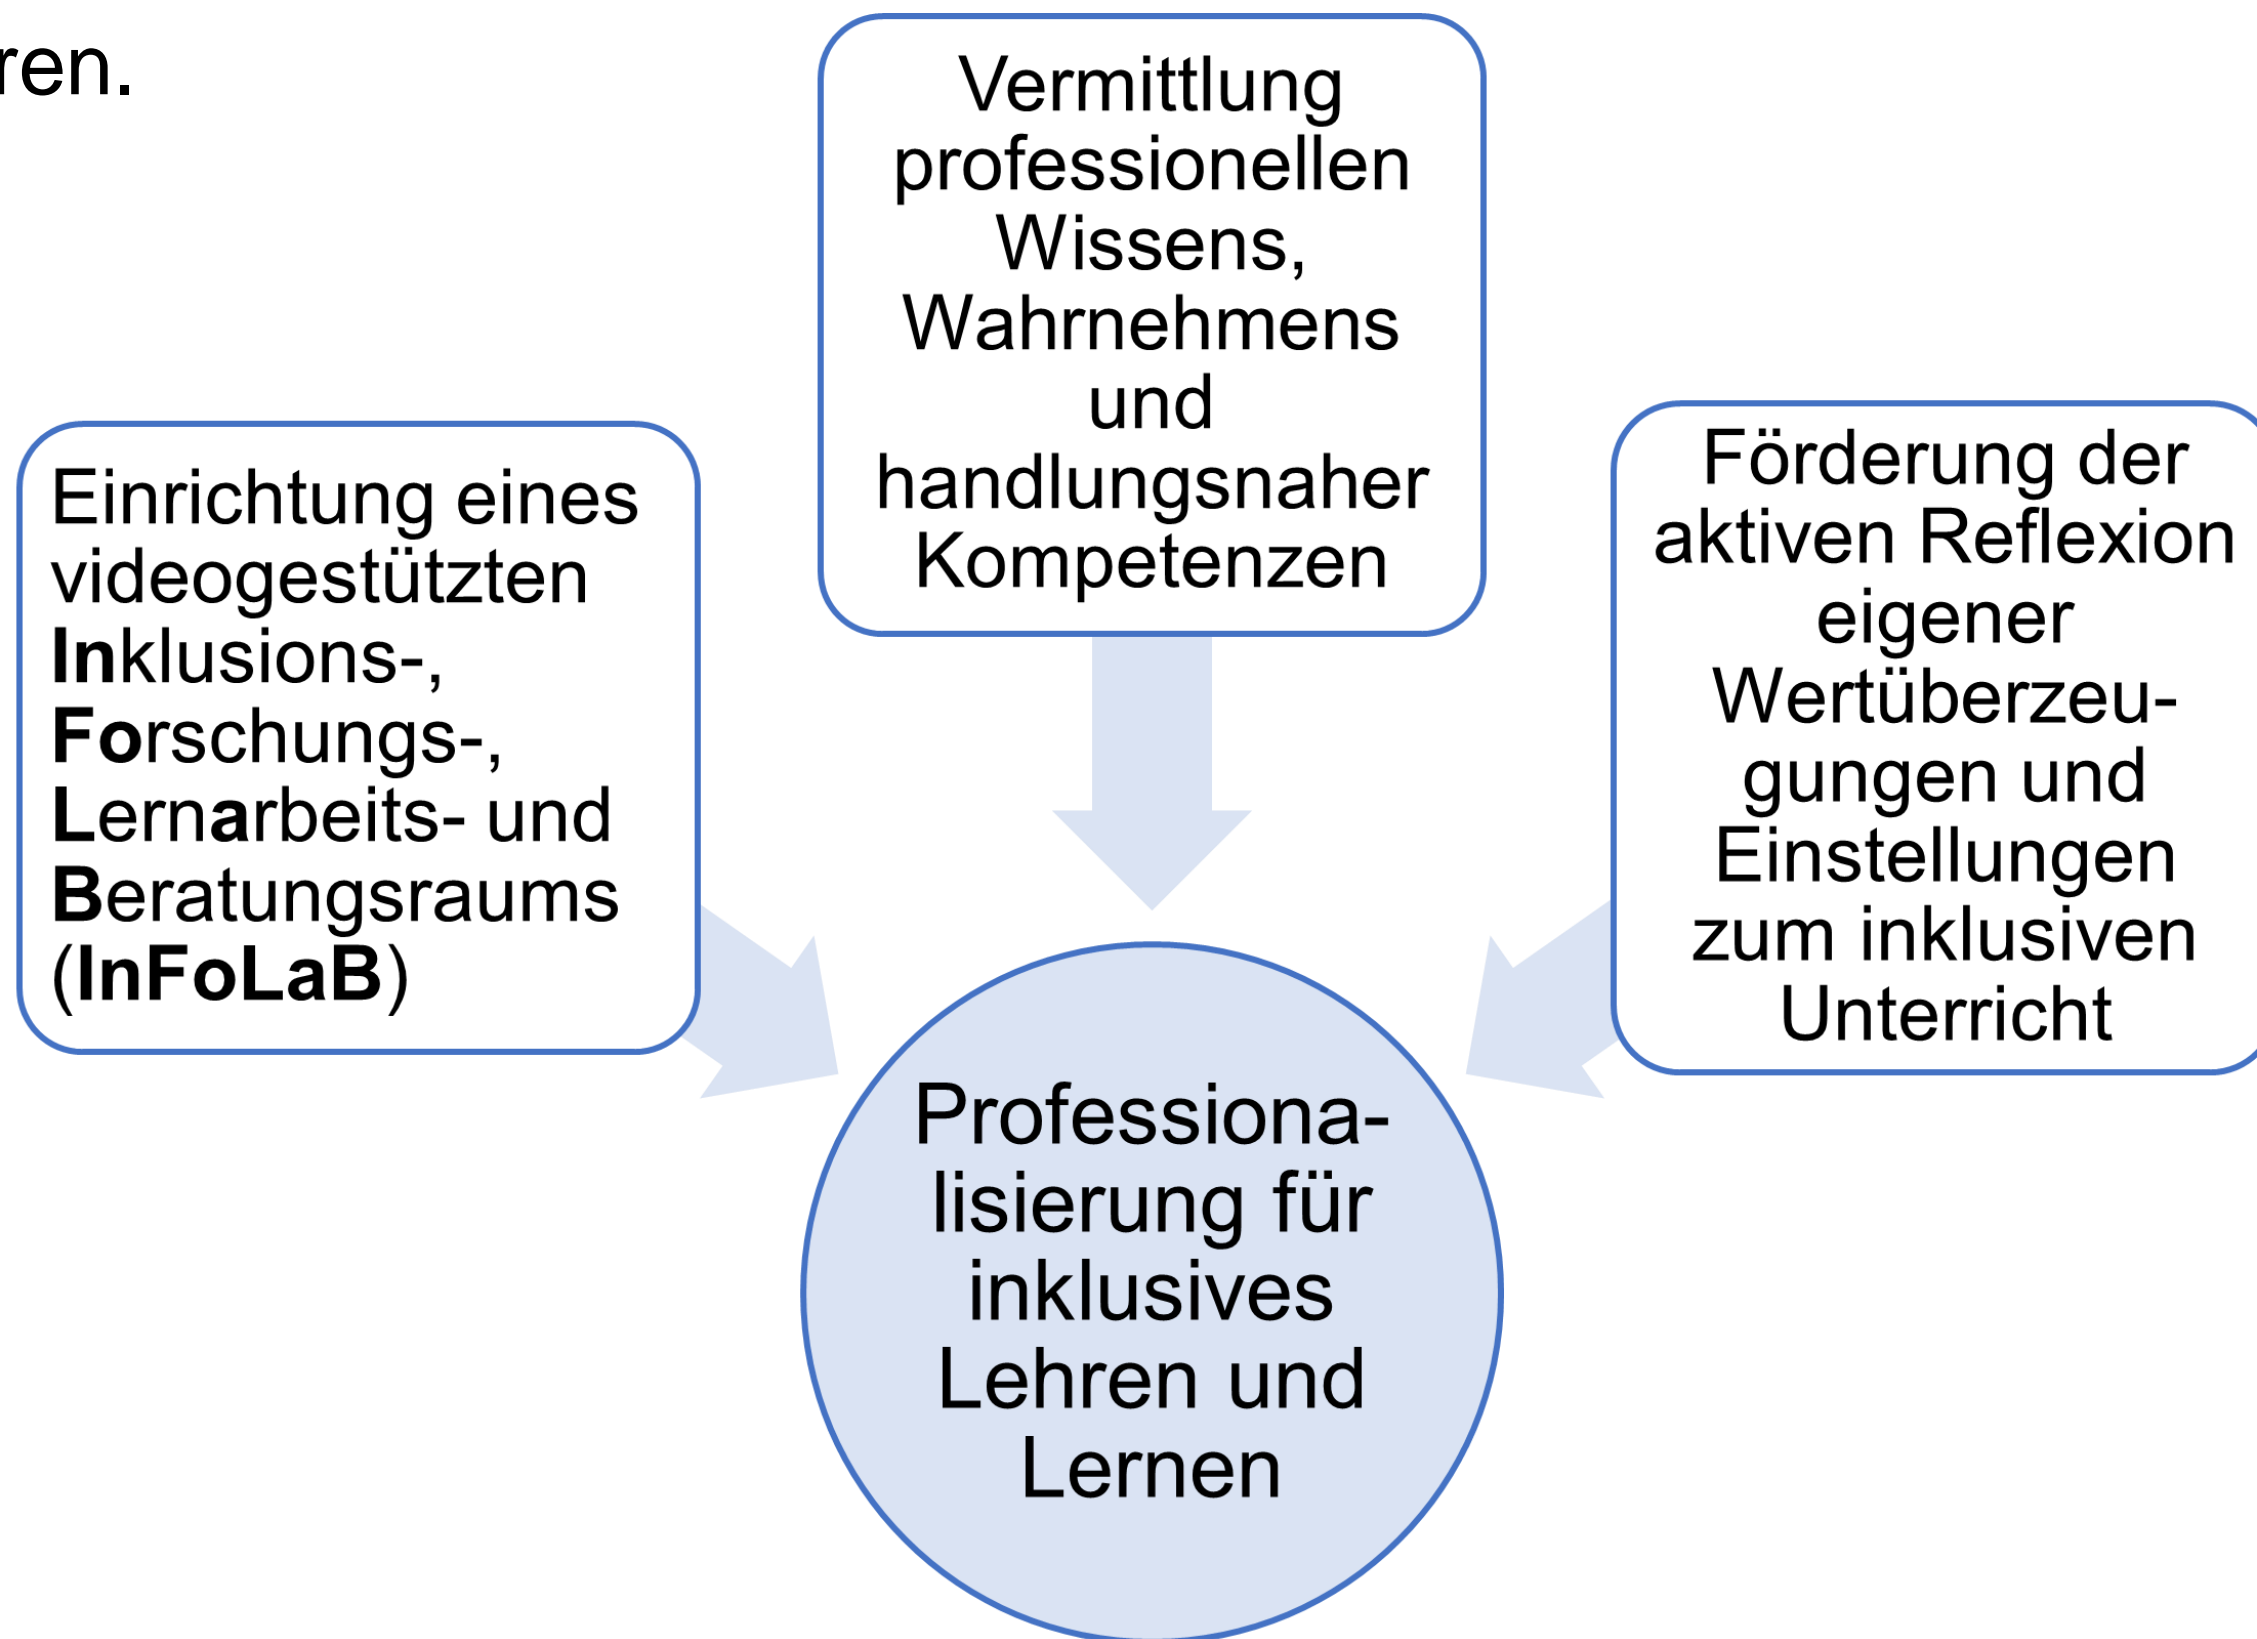 ren.
Vermittlung
professionellen
Wissens,
Wahrnehmens
und
handlungsnaher
Kompetenzen
Einrichtung eines
videogestützten
Inklusions-,
Forschungs-,
Lernarbeits- und
Beratungsraums
(InFoLaB)
Förderung der
aktiven Reflexion
eigener
Wertüberzeu-
gungen und
Einstellungen
zum inklusiven
Unterricht
Professiona-
lisierung für
inklusives
Lehren und
Lernen